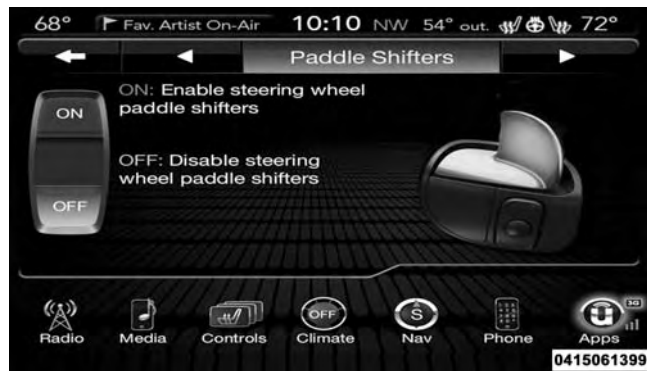 68° Fav. Artist On-Air 10:10 NW 54° out. 72°
Paddle Shifters
ON
ON: Enable steering wheel
paddle shifters
OFF: Disable steering
wheel paddle shifters
OFF
OFF
S
3G
Radio Media Controls Climate Nav Phone Apps
0415061399